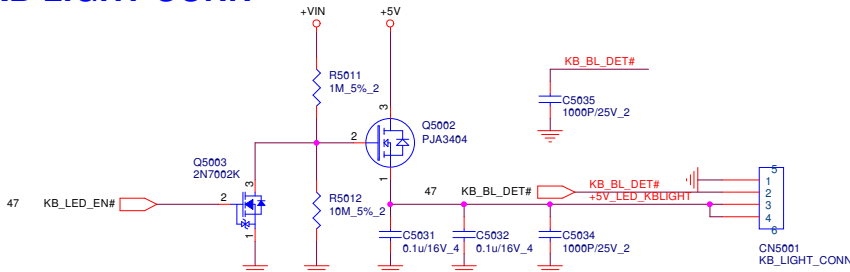 +VIN
+5V
KB_BL_DET#
R5011
1M_5%_2
C5035
1000P/25V_2
3
Q5002
PJA3404
2
Q5003
2N7002K
3
1
5
47
KB_LED_EN#
2
R5012
10M_5%_2
47
KB_BL_DET#
KB_BL_DET#
+5V_LED_KBLIGHT
1
2
3
4
1
C5031
0.1u/16V_4
C5032
0.1u/16V_4
C5034
1000P/25V_2
6
CN5001
KB_LIGHT_CONN